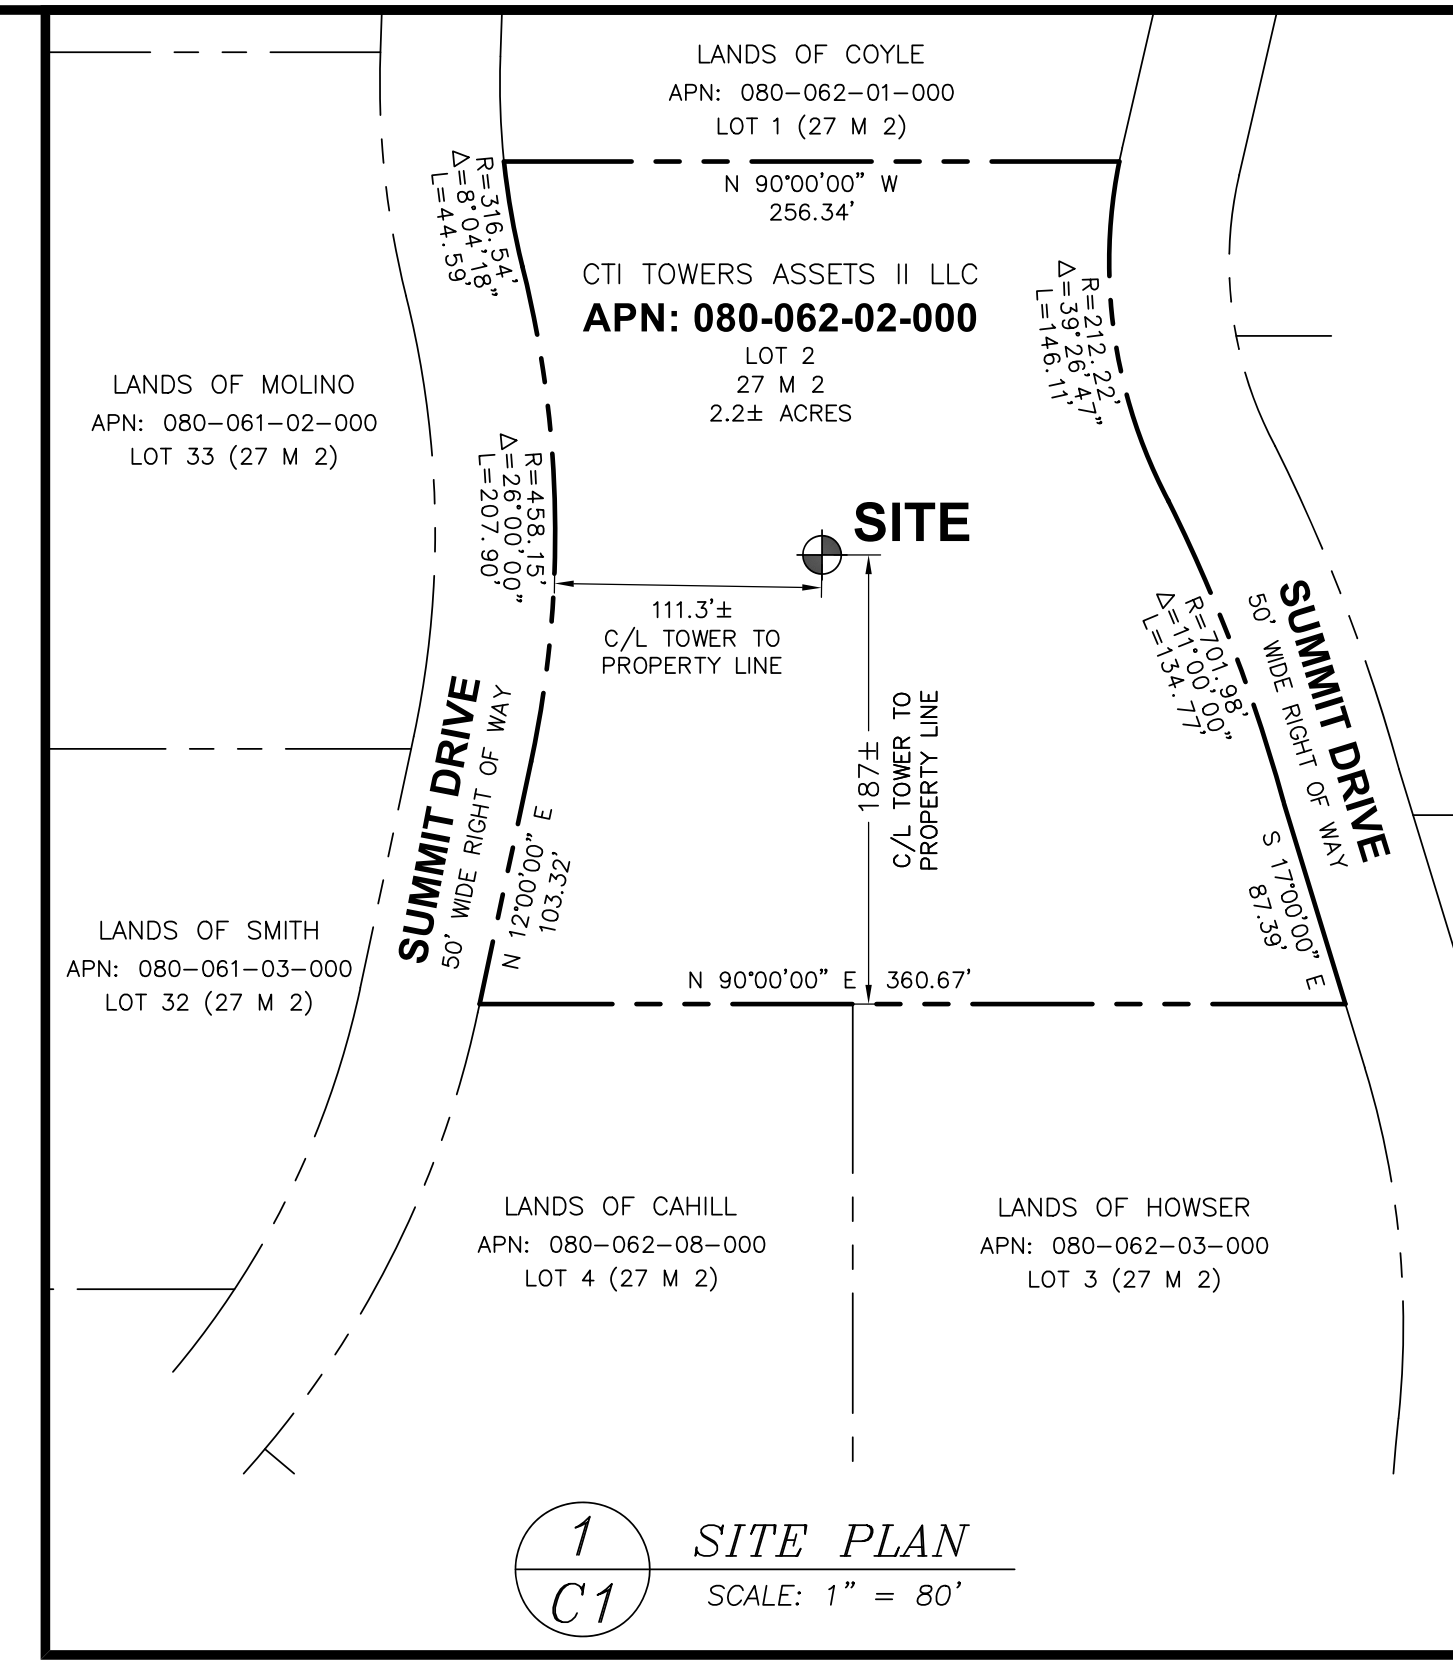 LANDS OF COYLE
APN: 080-062-01-000
LOT 1 (27 M 2)
N 90°00'00" W
256.34'
R=316.54'
Δ=8°04'18"
L=44.59'
CTI TOWERS ASSETS II LLC
APN: 080-062-02-000
LOT 2
27 M 2
2.2± ACRES
R=212.22'
Δ=39°26'47"
L=146.11'
LANDS OF MOLINO
APN: 080-061-02-000
LOT 33 (27 M 2)
R=458.15'
Δ=26°00'00"
L=207.90'
SITE
111.3'±
C/L TOWER TO
PROPERTY LINE
187±
C/L TOWER TO
PROPERTY LINE
R=701.98'
Δ=11°00'00"
L=134.77'
SUMMIT DRIVE
50' WIDE RIGHT OF WAY
SUMMIT DRIVE
50' WIDE RIGHT OF WAY
N 12°00'00" E
103.32'
S 17°00'00" E
87.39'
LANDS OF SMITH
APN: 080-061-03-000
LOT 32 (27 M 2)
N 90°00'00" E 360.67'
LANDS OF CAHILL
APN: 080-062-08-000
LOT 4 (27 M 2)
LANDS OF HOWSER
APN: 080-062-03-000
LOT 3 (27 M 2)
1
C1
SITE PLAN
SCALE: 1" = 80'